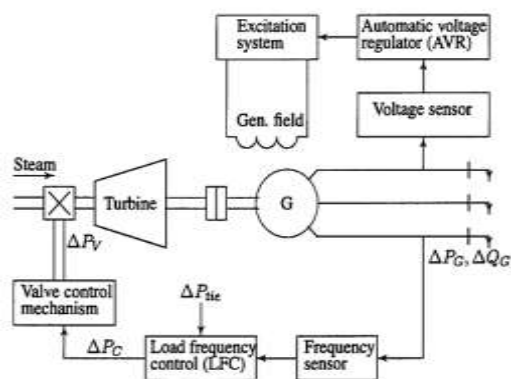 Excitation
system
Automatic voltage
regulator (AVR)
Gen. field
Voltage sensor
Steam
Turbine
G
ΔP_V
ΔP_G, ΔQ_G
Valve control
mechanism
ΔP_tie
ΔP_C
Load frequency
control (LFC)
Frequency
sensor